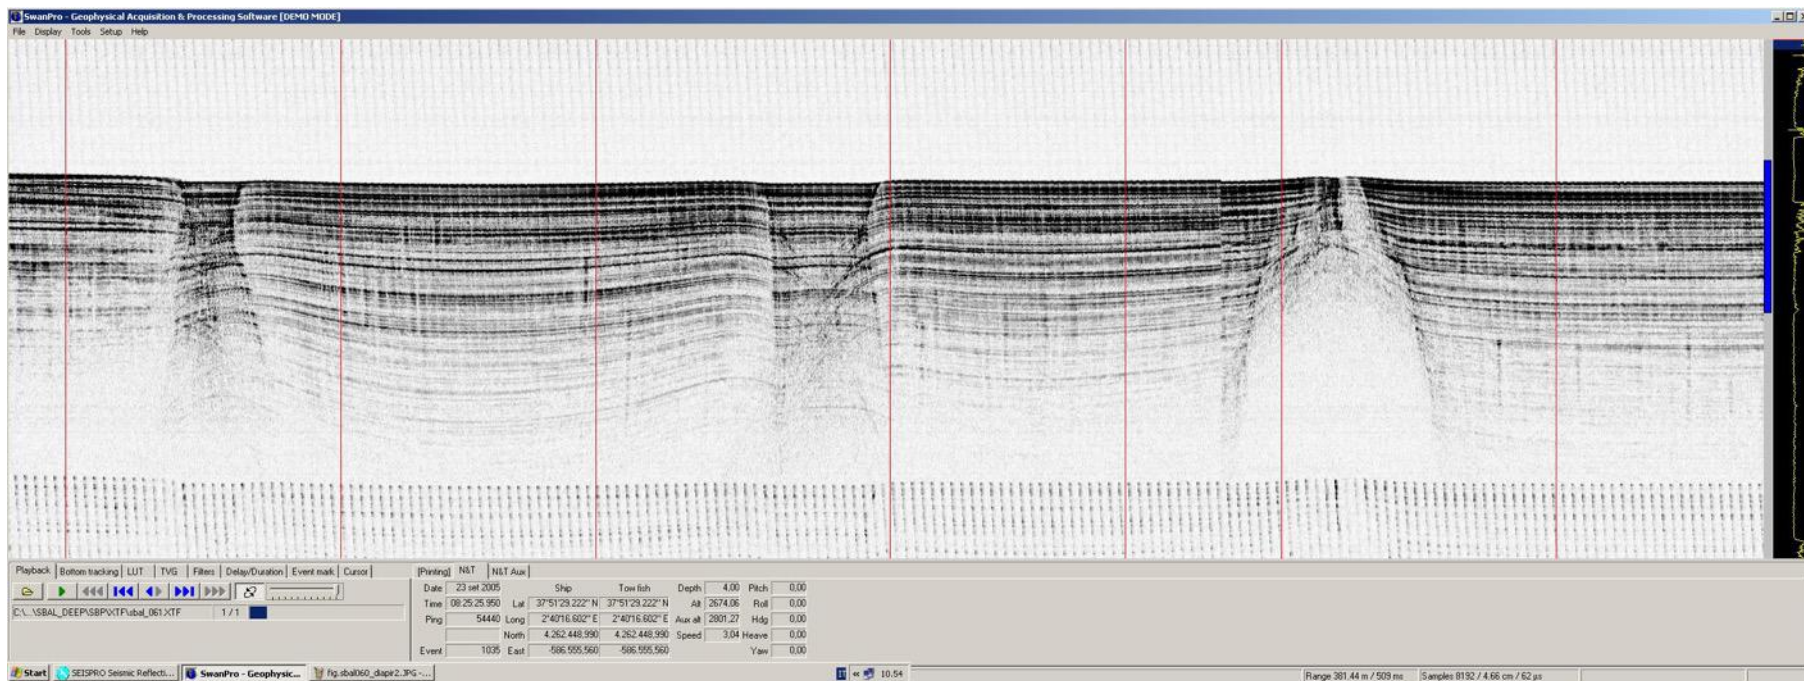 SwanPro - Geophysical Acquisition & Processing Software [DEMO MODE]
File Display Tools Setup Help
Playback Bottom tracking LUT TVG Filters Delay/Duration Event mark Cursor
[Printing] N&T N&T Aux
Date 23 set 2005 Ship Tow fish Depth 4,00 Pitch 0,00
Time 08:25:25.950 Lat 37°51'29.222" N 37°51'29.222" N Alt 2674,06 Roll 0,00
Ping 54440 Long 2°40'16.602" E 2°40'16.602" E Aux alt 2801,27 Hdg 0,00
North 4.262.448,990 4.262.448,990 Speed 3,04 Heave 0,00
Event 1035 East -586.555,560 -586.555,560 Yaw 0,00
C:\...\SBAL_DEEP\SBP\XTF\sbal_061.XTF 1 / 1
Start SEISPRO Seismic Reflecti... SwanPro - Geophysic... fig.sbal060_diapir2.JPG -... IT « 10.54
Range 381.44 m / 509 ms Samples 8192 / 4.66 cm / 62 µs